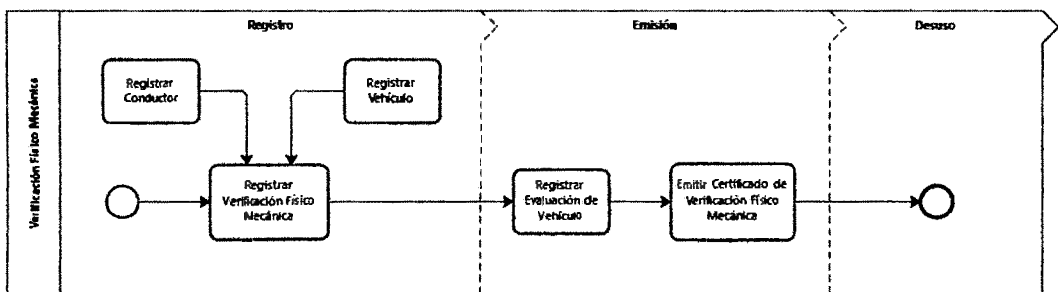 Registro
Emisión
Desuso
Verificación Físico Mecánica
Registrar
Conductor
Registrar
Vehículo
Registrar
Verificación Físico
Mecánica
Registrar
Evaluación de
Vehículo
Emitir Certificado de
Verificación Físico
Mecánica